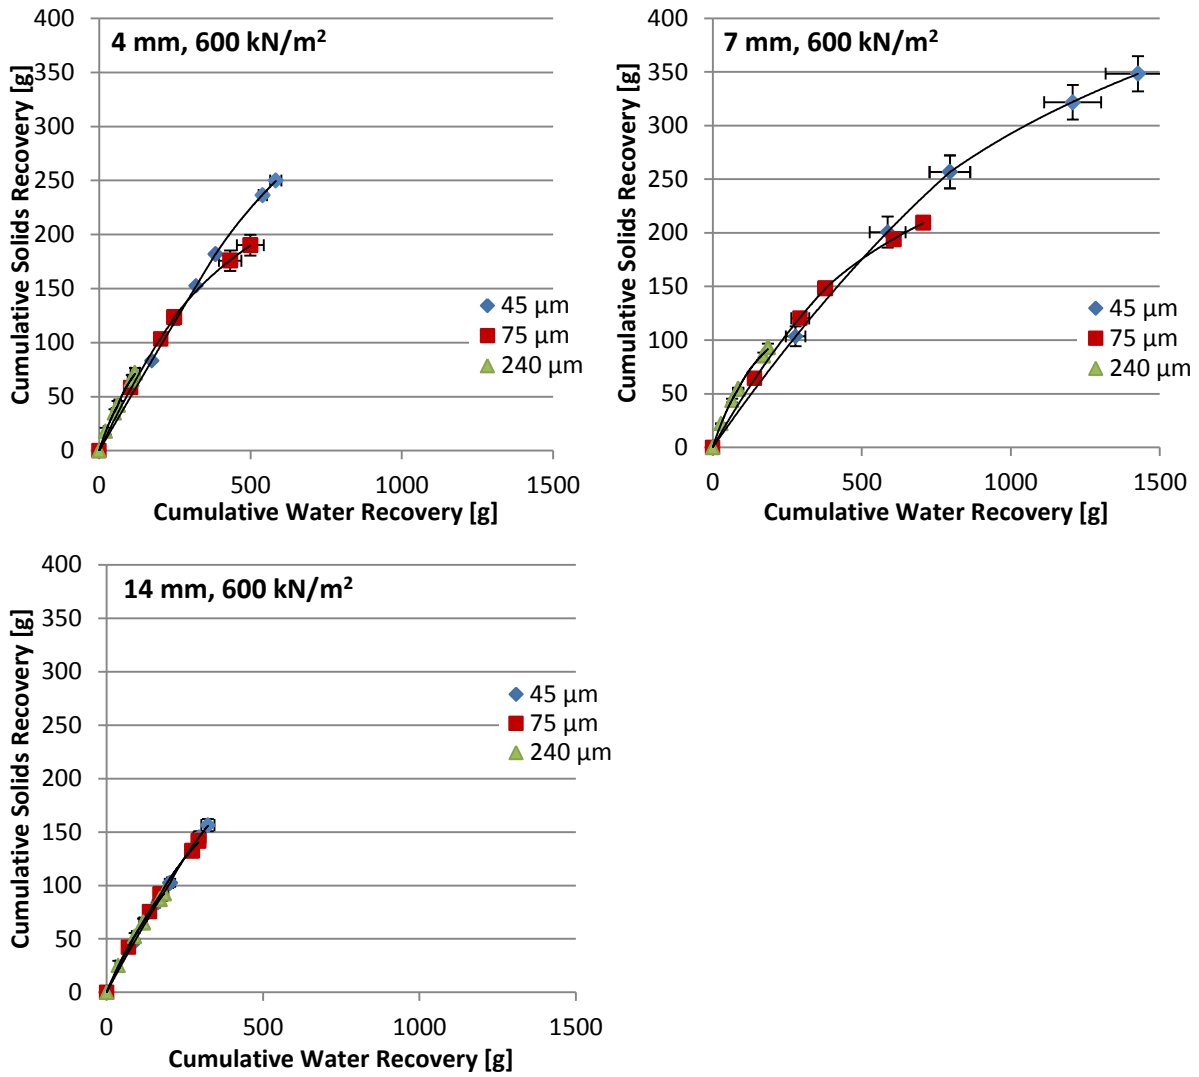 4 mm, 600 kN/m²
Cumulative Solids Recovery [g]
400
350
300
250
200
150
100
50
0
45 µm
75 µm
240 µm
0 500 1000 1500
Cumulative Water Recovery [g]
7 mm, 600 kN/m²
Cumulative Solids Recovery [g]
400
350
300
250
200
150
100
50
0
45 µm
75 µm
240 µm
0 500 1000 1500
Cumulative Water Recovery [g]
14 mm, 600 kN/m²
Cumulative Solids Recovery [g]
400
350
300
250
200
150
100
50
0
45 µm
75 µm
240 µm
0 500 1000 1500
Cumulative Water Recovery [g]